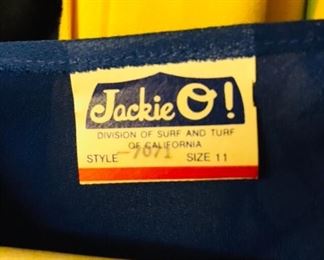 Jackie O!
DIVISION OF SURF AND TURF
OF CALIFORNIA
STYLE -7071 SIZE 11